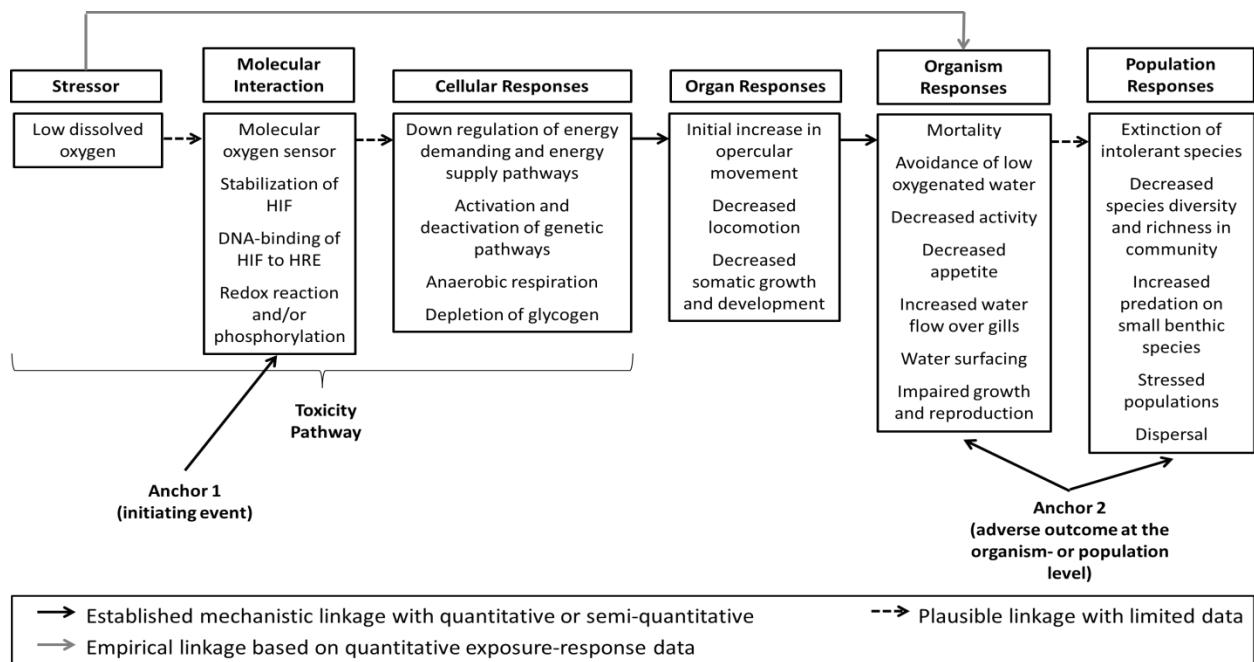 Stressor
Low dissolved
oxygen
Molecular
Interaction
Molecular
oxygen sensor
Stabilization of
HIF
DNA-binding of
HIF to HRE
Redox reaction
and/or
phosphorylation
Cellular Responses
Down regulation of energy
demanding and energy
supply pathways
Activation and
deactivation of genetic
pathways
Anaerobic respiration
Depletion of glycogen
Organ Responses
Initial increase in
opercular
movement
Decreased
locomotion
Decreased
somatic growth
and development
Organism
Responses
Mortality
Avoidance of low
oxygenated water
Decreased activity
Decreased
appetite
Increased water
flow over gills
Water surfacing
Impaired growth
and reproduction
Population
Responses
Extinction of
intolerant species
Decreased
species diversity
and richness in
community
Increased
predation on
small benthic
species
Stressed
populations
Dispersal
Toxicity
Pathway
Anchor 1
(initiating event)
Anchor 2
(adverse outcome at the
organism- or population
level)
Established mechanistic linkage with quantitative or semi-quantitative
Plausible linkage with limited data
Empirical linkage based on quantitative exposure-response data